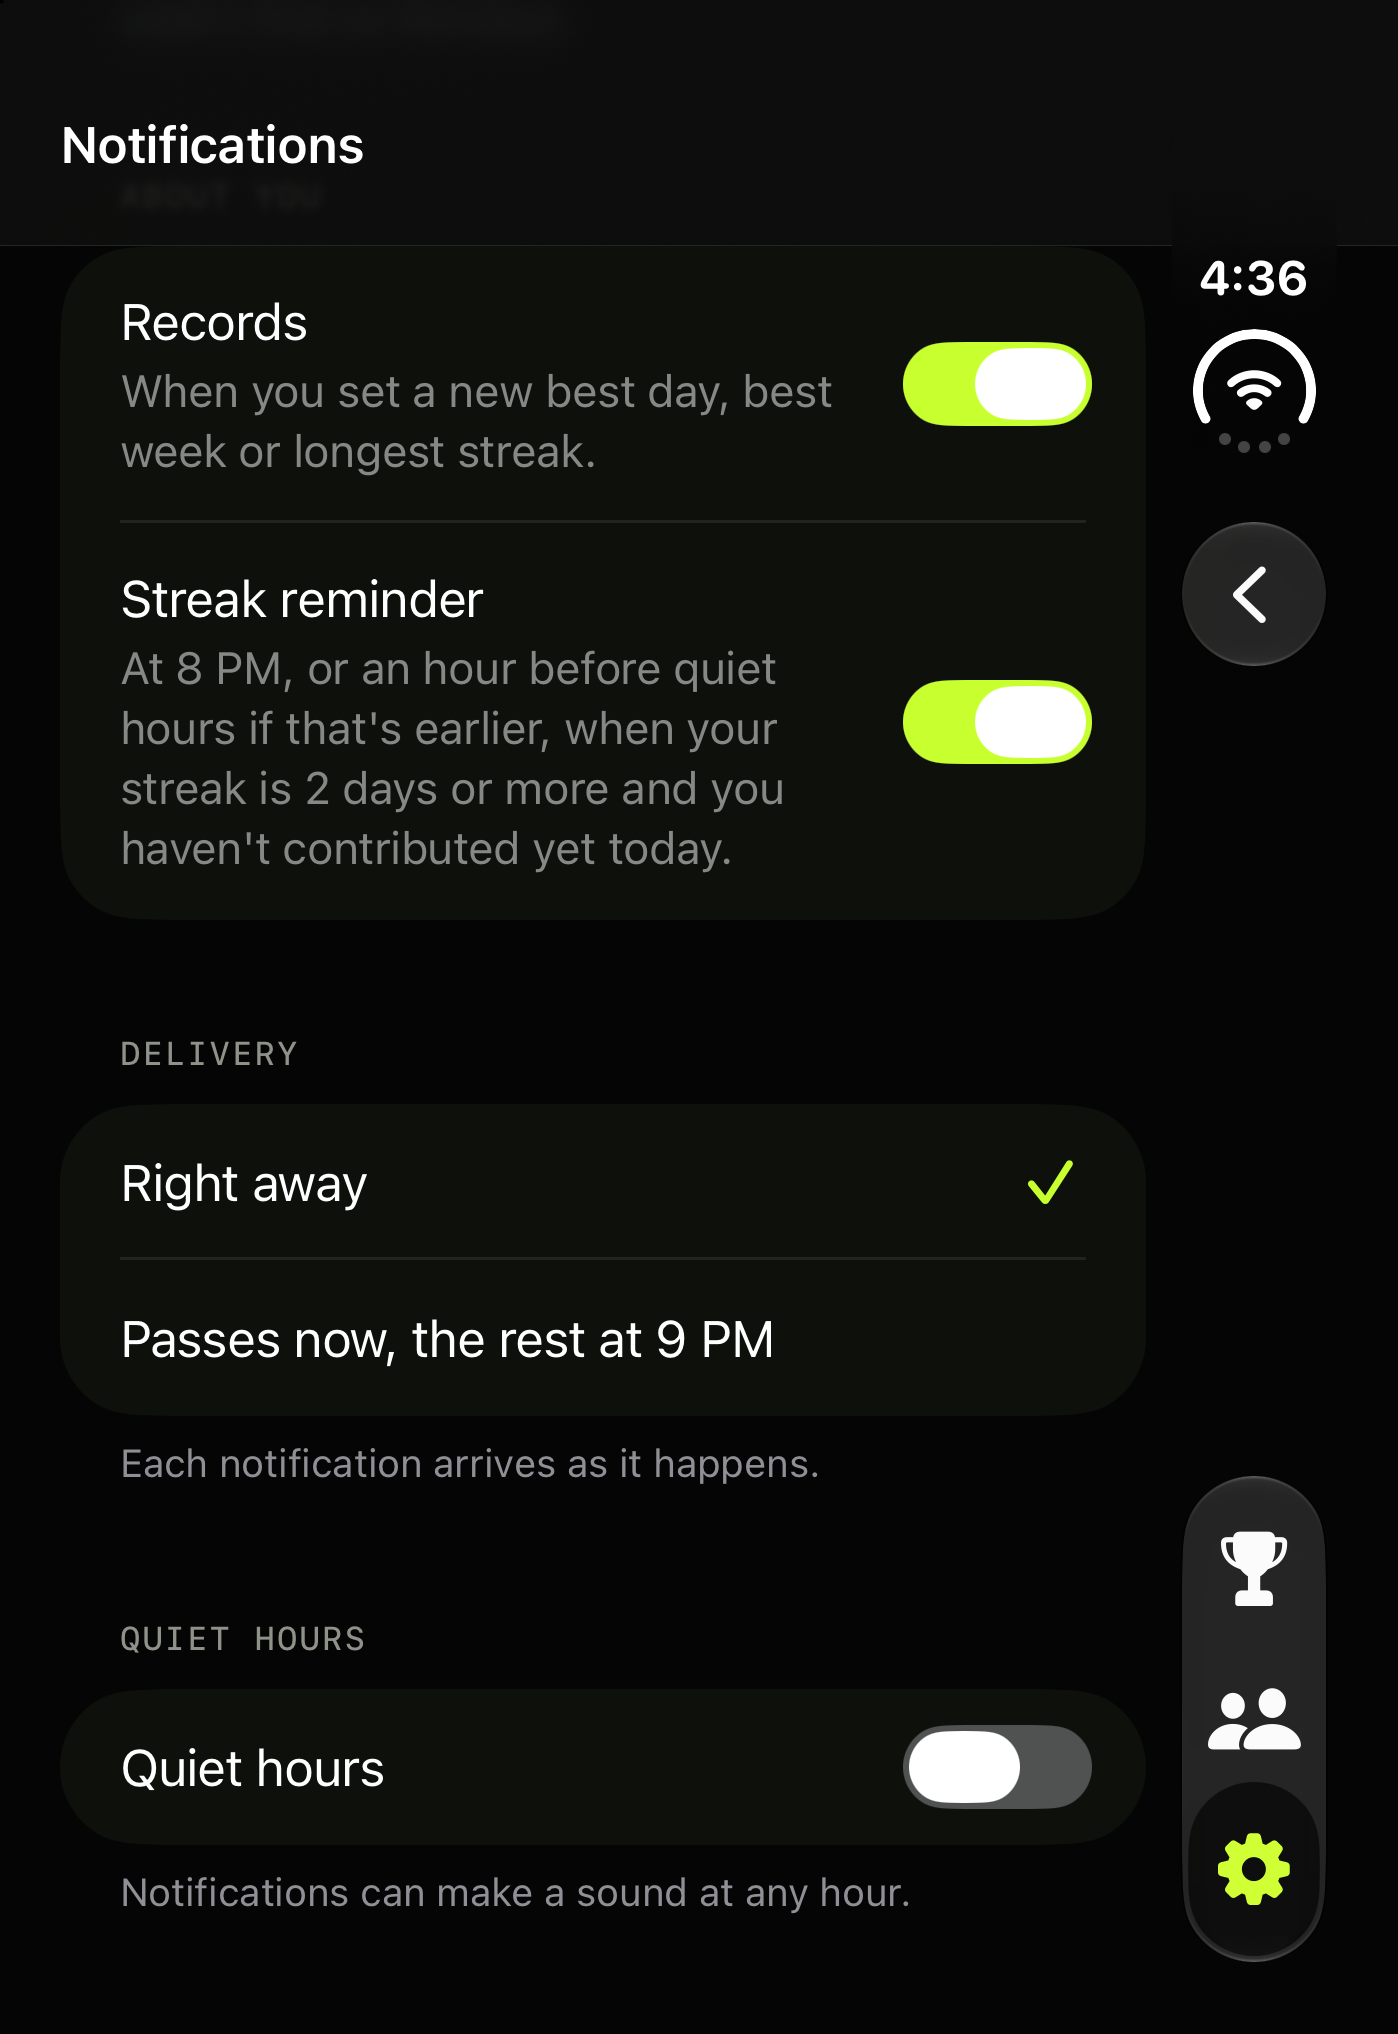 Notifications
ABOUT YOU
4:36
Records
When you set a new best day, best
week or longest streak.
Streak reminder
At 8 PM, or an hour before quiet
hours if that's earlier, when your
streak is 2 days or more and you
haven't contributed yet today.
DELIVERY
Right away
Passes now, the rest at 9 PM
Each notification arrives as it happens.
QUIET HOURS
Quiet hours
Notifications can make a sound at any hour.